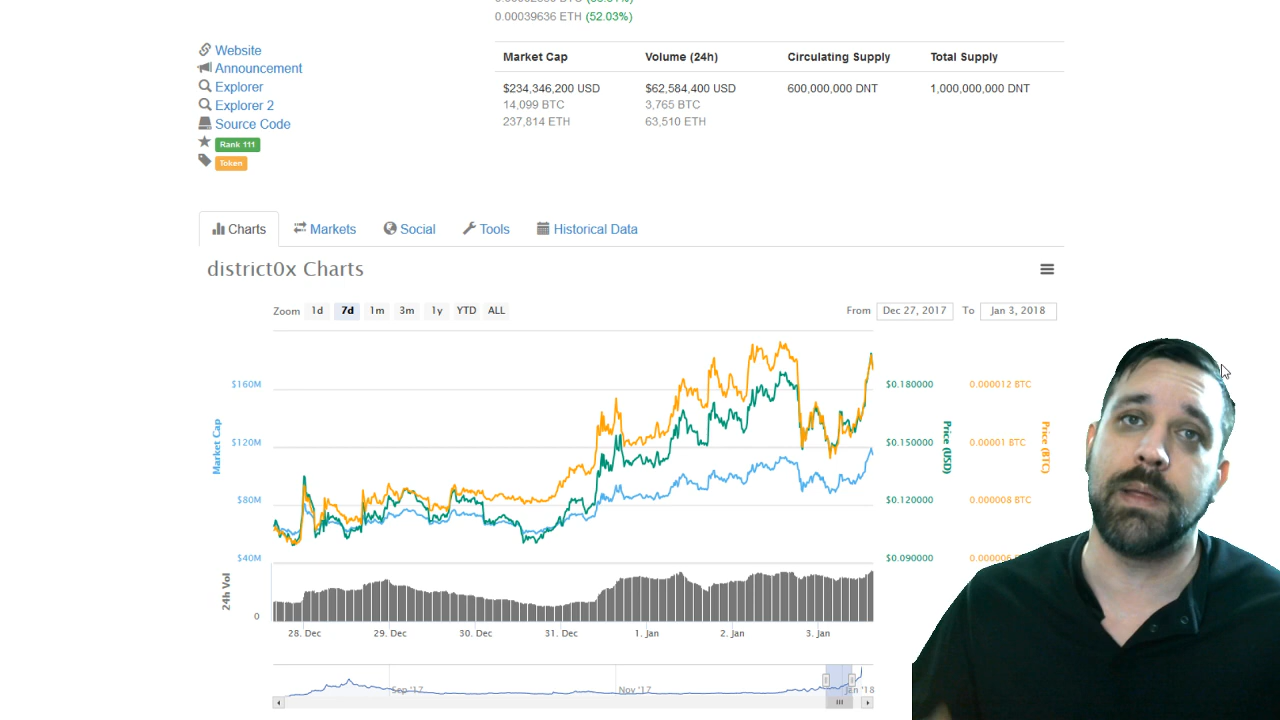 0.00039636 ETH (52.03%)
Website
Announcement
Explorer
Explorer 2
Source Code
Rank 111
Token
Market Cap Volume (24h) Circulating Supply Total Supply
$234,346,200 USD $62,584,400 USD 600,000,000 DNT 1,000,000,000 DNT
14,099 BTC 3,765 BTC
237,814 ETH 63,510 ETH
Charts Markets Social Tools Historical Data
district0x Charts
Zoom 1d 7d 1m 3m 1y YTD ALL From Dec 27, 2017 To Jan 3, 2018
$160M $0.180000 0.000012 BTC
$120M $0.150000 0.00001 BTC
$80M $0.120000 0.000008 BTC
$40M $0.090000 0.000006
Market Cap
Price (USD)
Price (BTC)
24h Vol
0
28. Dec 29. Dec 30. Dec 31. Dec 1. Jan 2. Jan 3. Jan
Sep '17 Nov '17 Jan '18